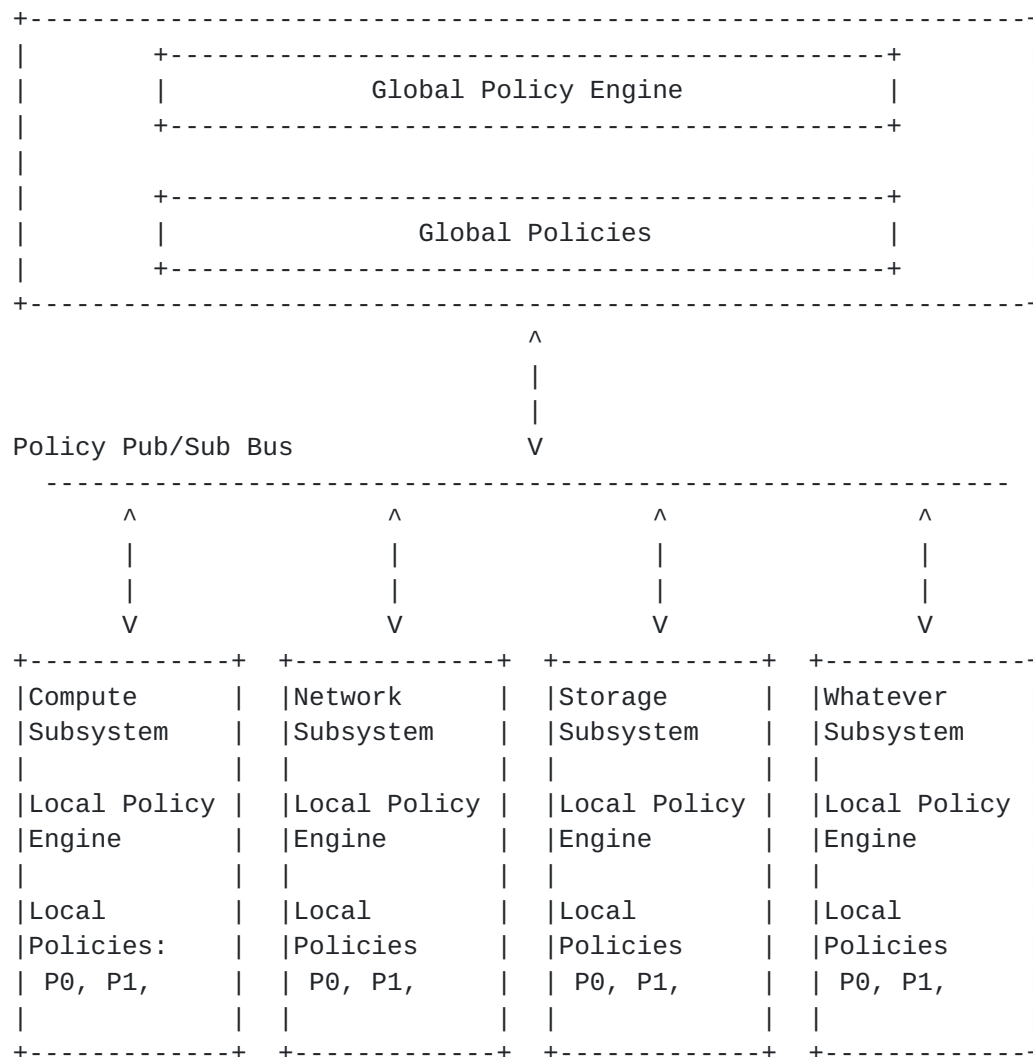 Global Policy Engine
Global Policies
Policy Pub/Sub Bus
Compute
Subsystem
Local Policy
Engine
Local
Policies:
P0, P1,
Network
Subsystem
Local Policy
Engine
Local
Policies
P0, P1,
Storage
Subsystem
Local Policy
Engine
Local
Policies
P0, P1,
Whatever
Subsystem
Local Policy
Engine
Local
Policies
P0, P1,